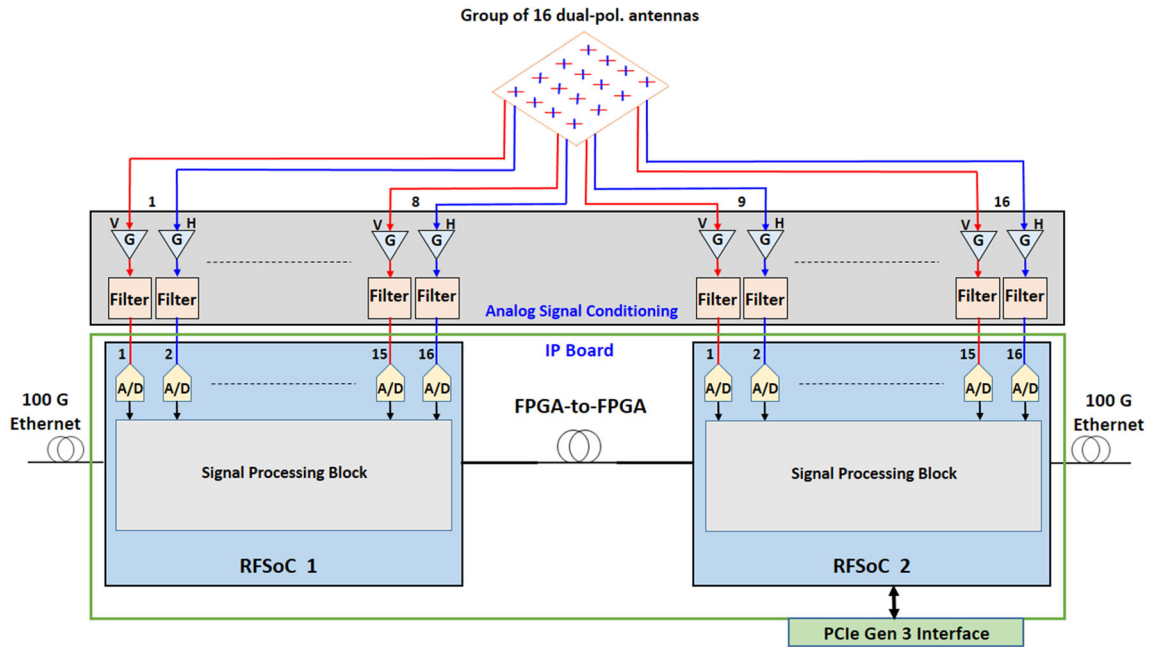 Group of 16 dual-pol. antennas
1 8 9 16
V H V H V H V H
G G G G G G G G
Filter Filter Filter Filter Filter Filter Filter Filter
Analog Signal Conditioning
IP Board
1 2 15 16 1 2 15 16
A/D A/D A/D A/D A/D A/D A/D A/D
100 G
Ethernet
FPGA-to-FPGA
100 G
Ethernet
Signal Processing Block
Signal Processing Block
RFSoC 1
RFSoC 2
PCIe Gen 3 Interface